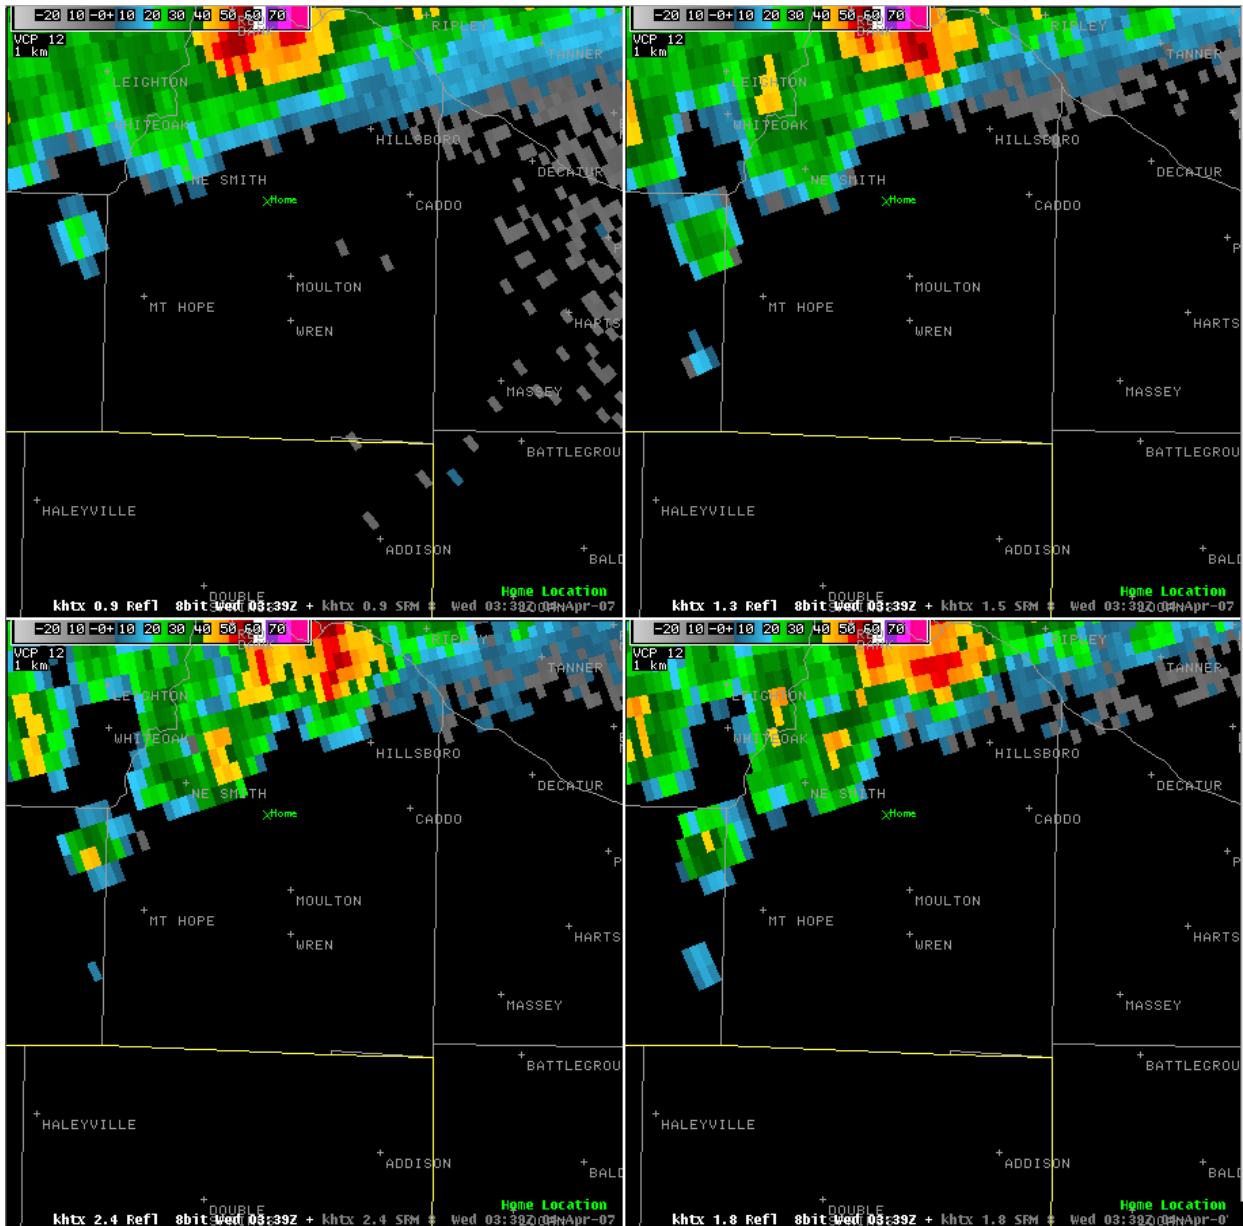 -20 10 -0+ 10 20 30 40 50 60 70
VCP 12
1 km
RIPLEY
TANNER
LEIGHTON
WHITEOAK
HILLSBORO
DECATUR
NE SMITH
Home
CADDO
MOULTON
MT HOPE
HARTS
WREN
MASSEY
BATTLEGROU
HALEYVILLE
ADDISON
BALD
DOUBLE
Home Location
khtx 0.9 Refl 8bit Wed 03:39Z + khtx 0.9 SRM Wed 03:39Z 04-Apr-07
-20 10 -0+ 10 20 30 40 50 60 70
VCP 12
1 km
RIPLEY
TANNER
LEIGHTON
WHITEOAK
HILLSBORO
DECATUR
NE SMITH
Home
CADDO
MOULTON
MT HOPE
HARTS
WREN
MASSEY
BATTLEGROU
HALEYVILLE
ADDISON
BALD
DOUBLE
Home Location
khtx 1.3 Refl 8bit Wed 03:39Z + khtx 1.5 SRM Wed 03:38Z 04-Apr-07
-20 10 -0+ 10 20 30 40 50 60 70
VCP 12
1 km
RIPLEY
TANNER
LEIGHTON
WHITEOAK
HILLSBORO
DECATUR
NE SMITH
Home
CADDO
MOULTON
MT HOPE
HARTS
WREN
MASSEY
BATTLEGROU
HALEYVILLE
ADDISON
BALD
DOUBLE
Home Location
khtx 2.4 Refl 8bit Wed 03:39Z + khtx 2.4 SRM Wed 03:39Z 04-Apr-07
-20 10 -0+ 10 20 30 40 50 60 70
VCP 12
1 km
RIPLEY
TANNER
LEIGHTON
WHITEOAK
HILLSBORO
DECATUR
NE SMITH
Home
CADDO
MOULTON
MT HOPE
HARTS
WREN
MASSEY
BATTLEGROU
HALEYVILLE
ADDISON
BALD
DOUBLE
Home Location
khtx 1.8 Refl 8bit Wed 03:39Z + khtx 1.8 SRM Wed 03:39Z 04-Apr-0